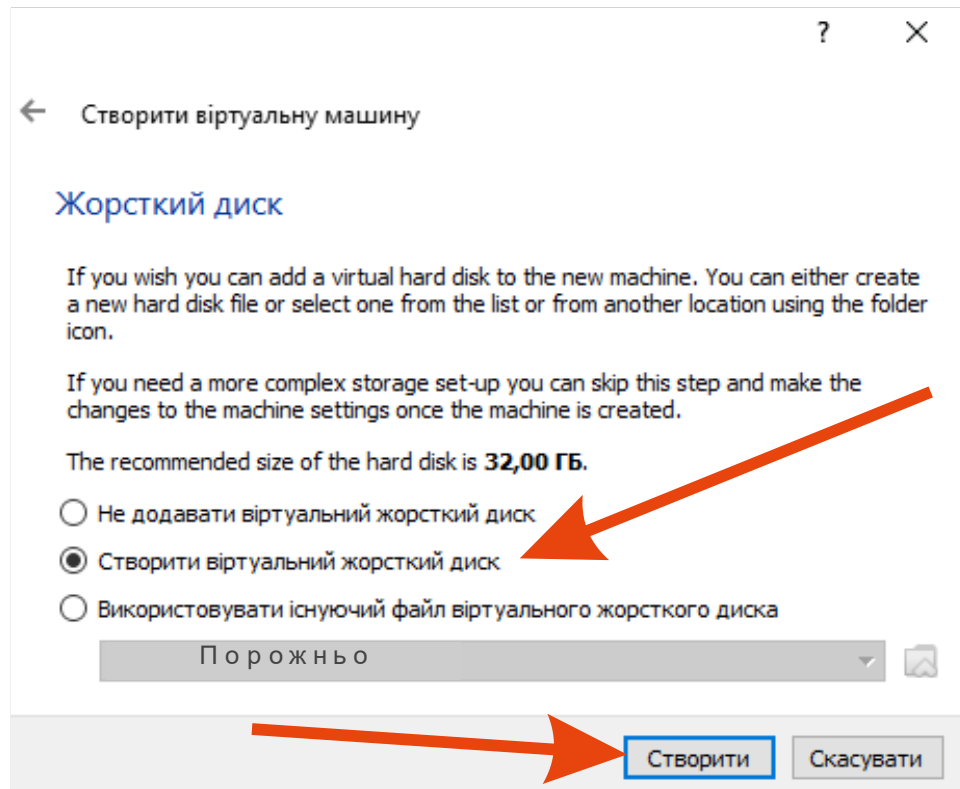 ?
Створити віртуальну машину
Жорсткий диск
If you wish you can add a virtual hard disk to the new machine. You can either create
a new hard disk file or select one from the list or from another location using the folder
icon.
If you need a more complex storage set-up you can skip this step and make the
changes to the machine settings once the machine is created.
The recommended size of the hard disk is 32,00 ГБ.
Не додавати віртуальний жорсткий диск
Створити віртуальний жорсткий диск
Використовувати існуючий файл віртуального жорсткого диска
Порожньо
Створити Скасувати